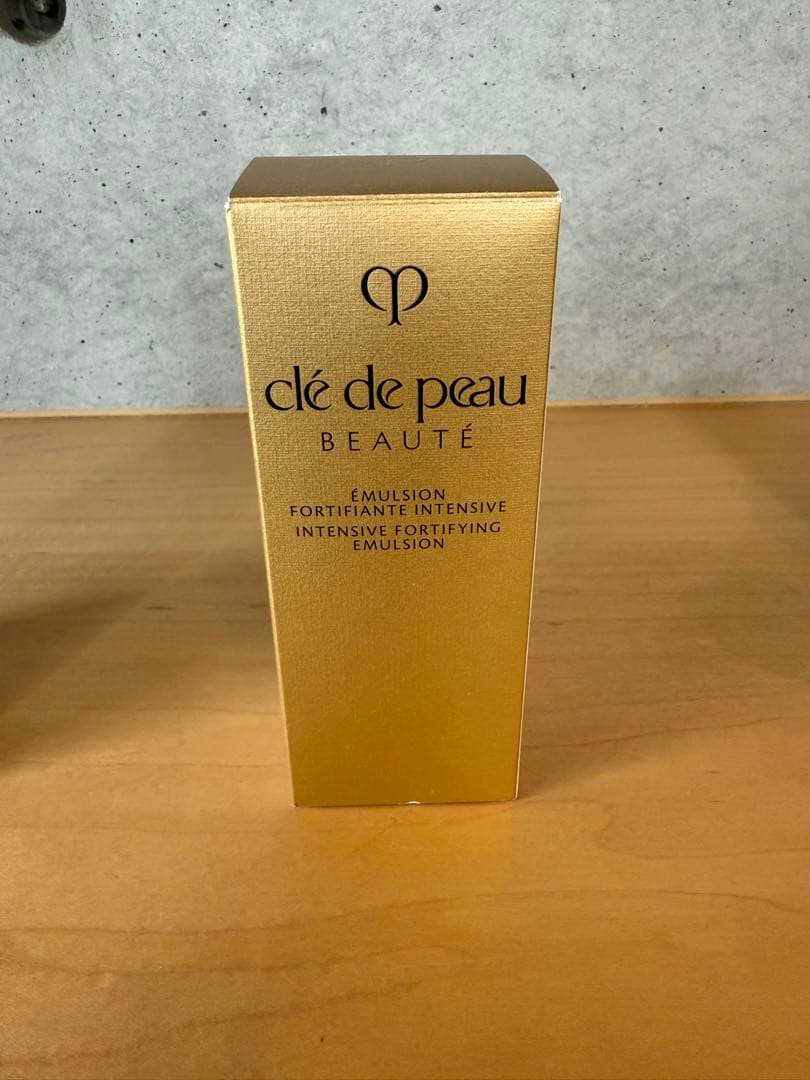 clé de peau
BEAUTÉ
ÉMULSION
FORTIFIANTE INTENSIVE
INTENSIVE FORTIFYING
EMULSION